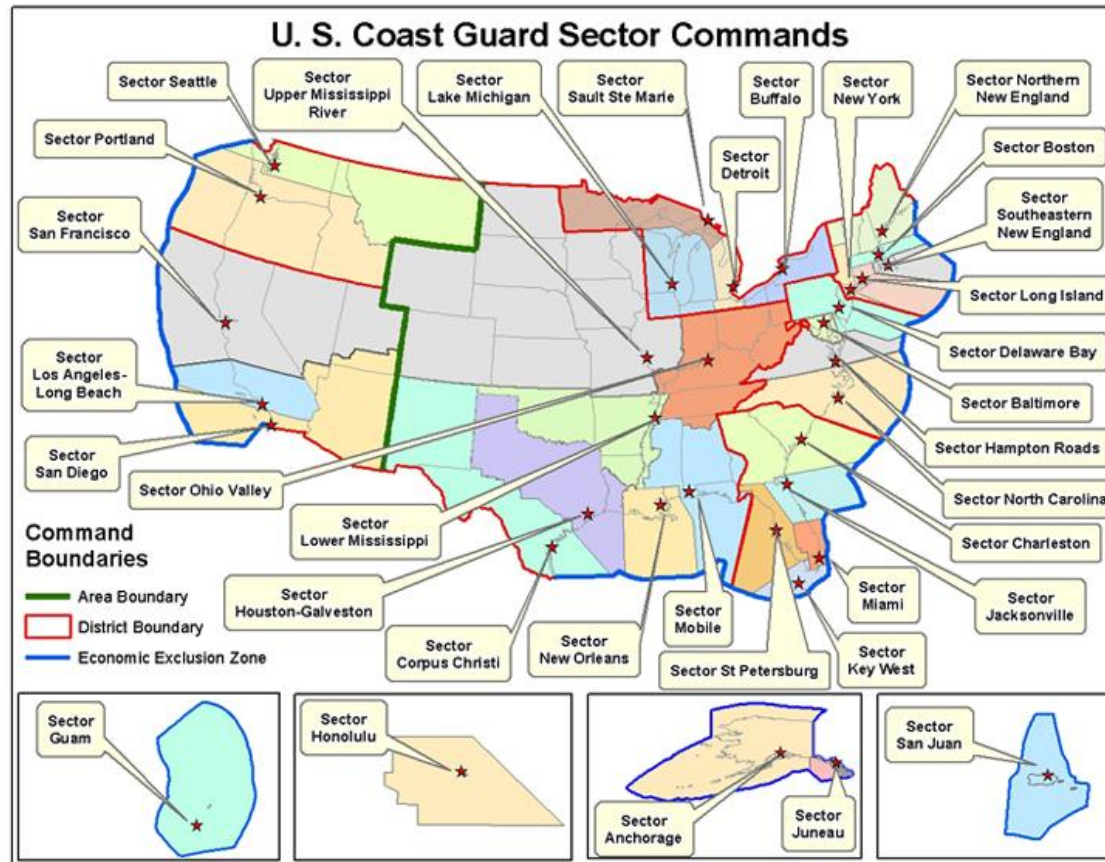 U. S. Coast Guard Sector Commands
Sector Seattle
Sector
Upper Mississippi
River
Sector
Lake Michigan
Sector
Sault Ste Marie
Sector
Buffalo
Sector
New York
Sector Northern
New England
Sector Portland
Sector
Detroit
Sector Boston
Sector
San Francisco
Sector
Southeastern
New England
Sector Long Island
Sector
Los Angeles-
Long Beach
Sector Delaware Bay
Sector Baltimore
Sector
San Diego
Sector Hampton Roads
Sector Ohio Valley
Sector North Carolina
Sector
Lower Mississippi
Sector Charleston
Sector
Houston-Galveston
Sector
Miami
Sector
Jacksonville
Sector
Corpus Christi
Sector
New Orleans
Sector
Mobile
Sector St Petersburg
Sector
Key West
Command
Boundaries
Area Boundary
District Boundary
Economic Exclusion Zone
Sector
Guam
Sector
Honolulu
Sector
Anchorage
Sector
Juneau
Sector
San Juan